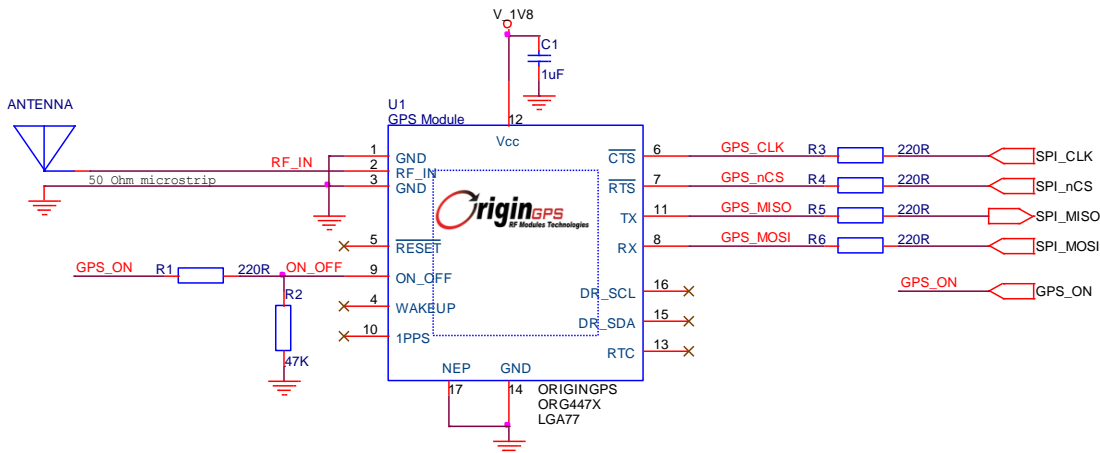 V_1V8
C1
1uF
ANTENNA
U1
GPS Module
12
Vcc
1 GND
RF_IN 2 RF_IN
50 Ohm microstrip 3 GND
CTS 6 GPS_CLK R3 220R SPI_CLK
RTS 7 GPS_nCS R4 220R SPI_nCS
TX 11 GPS_MISO R5 220R SPI_MISO
RX 8 GPS_MOSI R6 220R SPI_MOSI
OriginGPS
RF Modules Technologies
5 RESET
GPS_ON R1 220R ON_OFF 9 ON_OFF
R2
47K
4 WAKEUP
10 1PPS
DR_SCL 16
DR_SDA 15
RTC 13
GPS_ON GPS_ON
NEP GND
17 14
ORIGINGPS
ORG447X
LGA77